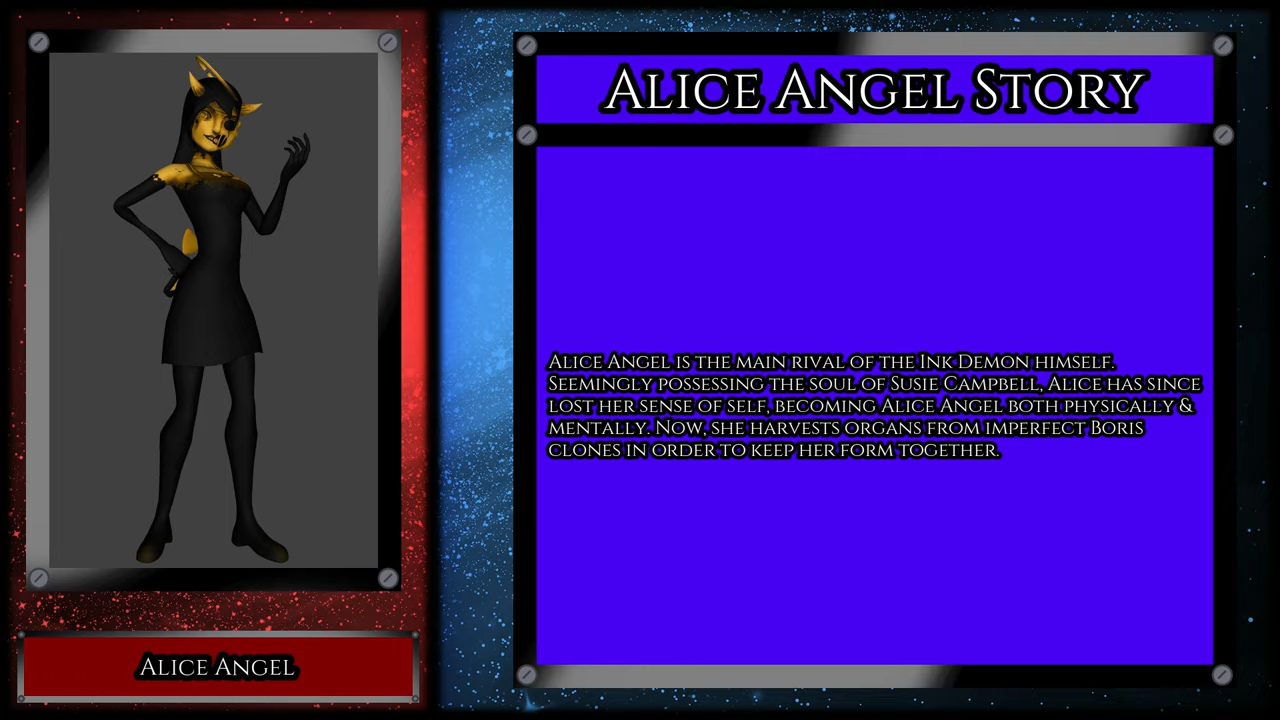 Alice Angel Story
Alice Angel is the main rival of the Ink Demon himself.
Seemingly possessing the soul of Susie Campbell, Alice has since
lost her sense of self, becoming Alice Angel both physically &
mentally. Now, she harvests organs from imperfect Boris
clones in order to keep her form together.
Alice Angel